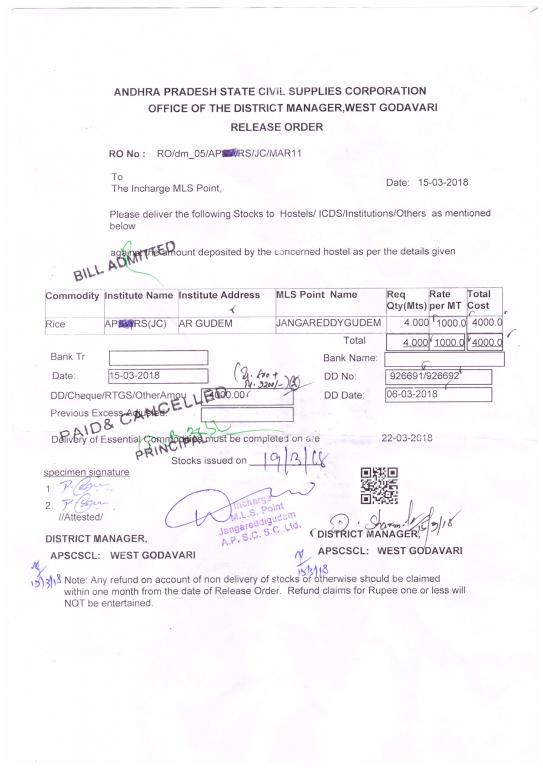 ANDHRA PRADESH STATE CIVIL SUPPLIES CORPORATION
OFFICE OF THE DISTRICT MANAGER,WEST GODAVARI
RELEASE ORDER
RO No : RO/dm_05/AP RS/JC/MAR11
To
The Incharge MLS Point,
Date: 15-03-2018
Please deliver the following Stocks to Hostels/ ICDS/Institutions/Others as mentioned
below
against the amount deposited by the concerned hostel as per the details given
BILL ADMITTED
Commodity Institute Name Institute Address MLS Point Name Req Qty(Mts) Rate per MT Total Cost
Rice AP RS(JC) AR GUDEM JANGAREDDYGUDEM 4.000 1000.0 4000.0
Total 4.000 1000.0 4000.0
Bank Tr
Bank Name:
Date: 15-03-2018
DD No: 926691/926692
DD/Cheque/RTGS/OtherAmou 4000.00
DD Date: 06-03-2018
PAID & CANCELLED
Previous Excess Adjusted:
Delivery of Essential Commodities must be completed on are 22-03-2018
PRINCIPAL
Stocks issued on 19/3/18
specimen signature
1.
2.
//Attested/
Incharge
M.L.S. Point
Jangareddigudem
A.P. S.C. S.C. Ltd.
15/3/18
DISTRICT MANAGER,
APSCSCL: WEST GODAVARI
DISTRICT MANAGER,
APSCSCL: WEST GODAVARI
15/3/18
15/3/18
Note: Any refund on account of non delivery of stocks or otherwise should be claimed
within one month from the date of Release Order. Refund claims for Rupee one or less will
NOT be entertained.